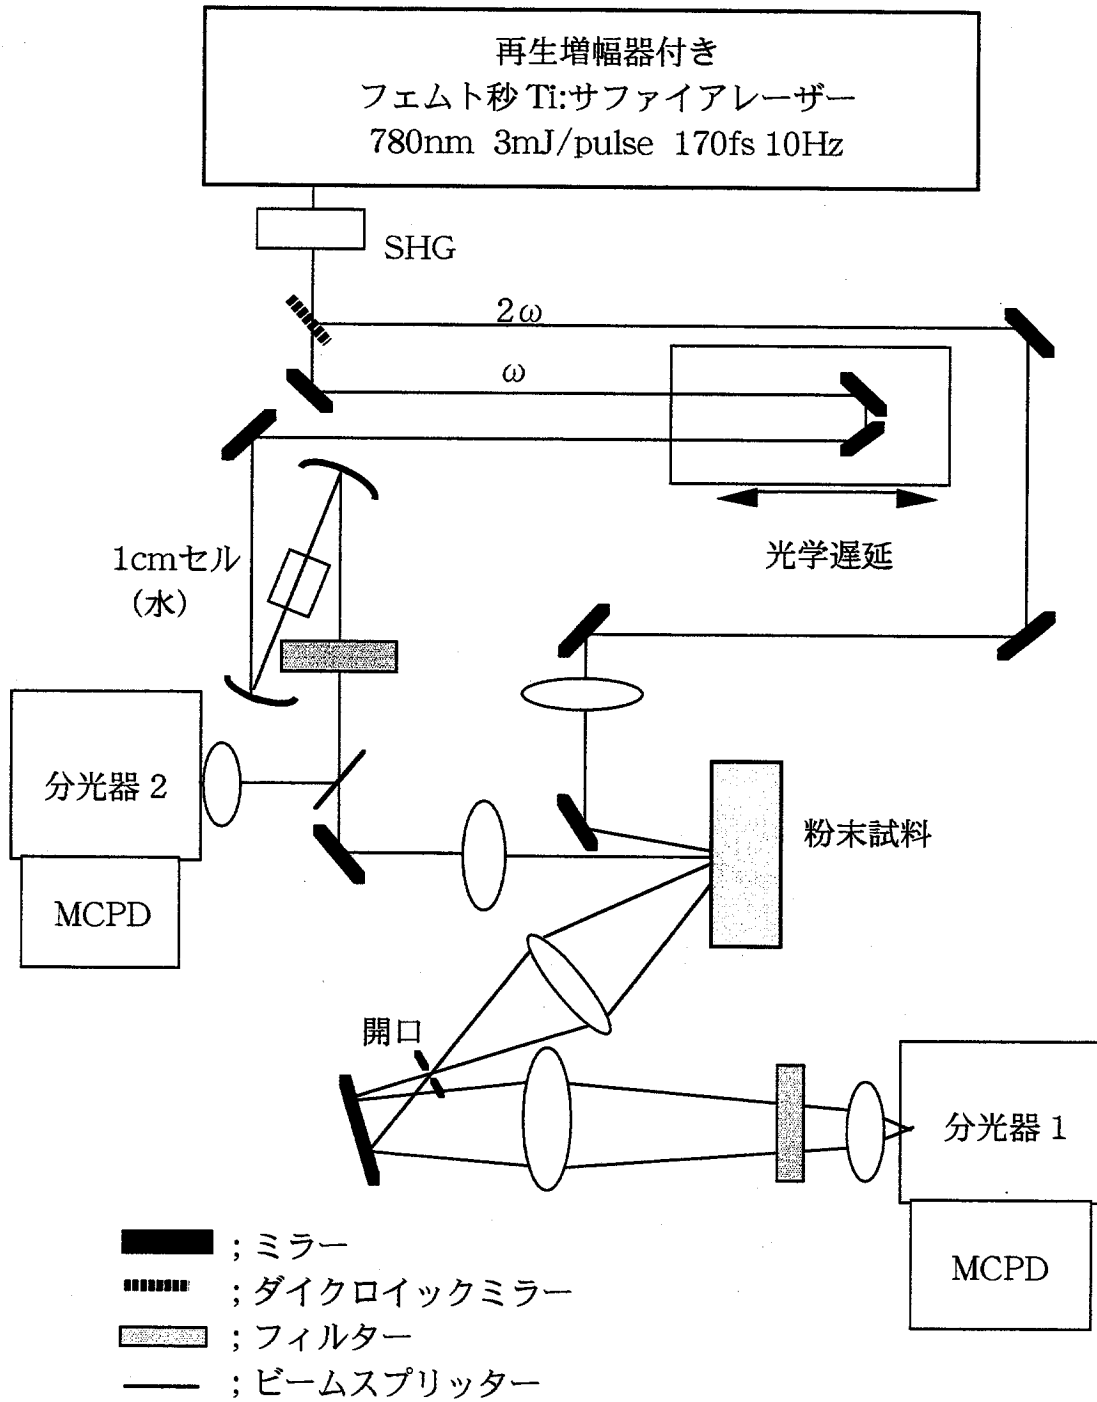 再生増幅器付き
フェムト秒 Ti:サファイアレーザー
780nm 3mJ/pulse 170fs 10Hz
SHG
2ω
ω
光学遅延
1cmセル
(水)
分光器 2
MCPD
粉末試料
開口
分光器 1
MCPD
;ミラー
;ダイクロイックミラー
;フィルター
;ビームスプリッター